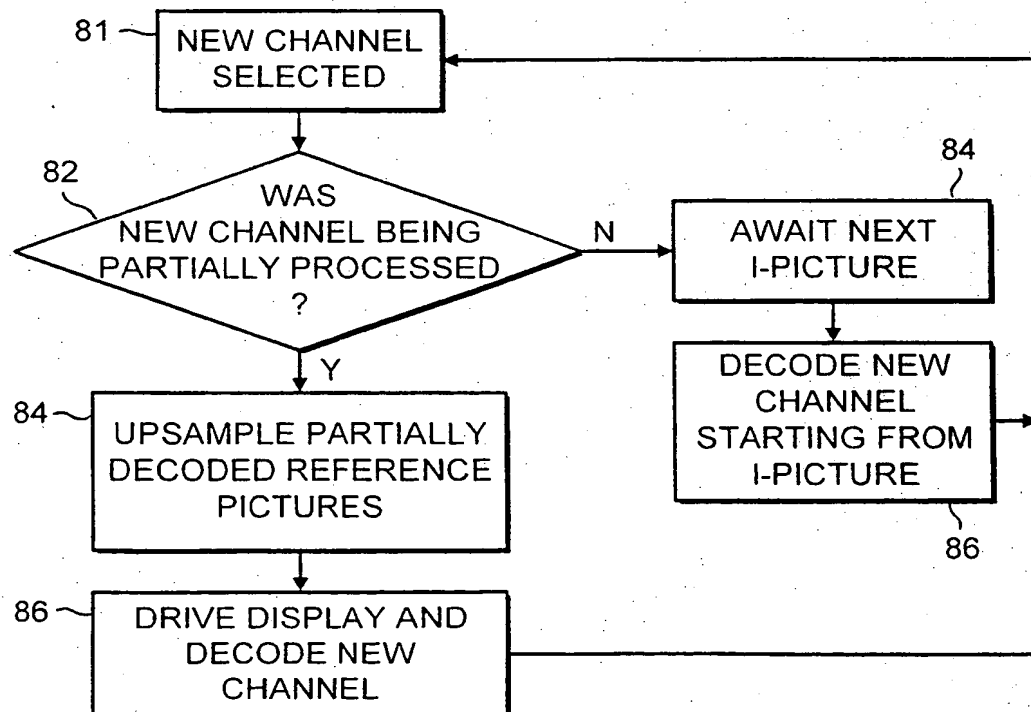 81
NEW CHANNEL
SELECTED
82
WAS
NEW CHANNEL BEING
PARTIALLY PROCESSED
?
N
84
AWAIT NEXT
I-PICTURE
Y
DECODE NEW
CHANNEL
STARTING FROM
I-PICTURE
86
84
UPSAMPLE PARTIALLY
DECODED REFERENCE
PICTURES
86
DRIVE DISPLAY AND
DECODE NEW
CHANNEL